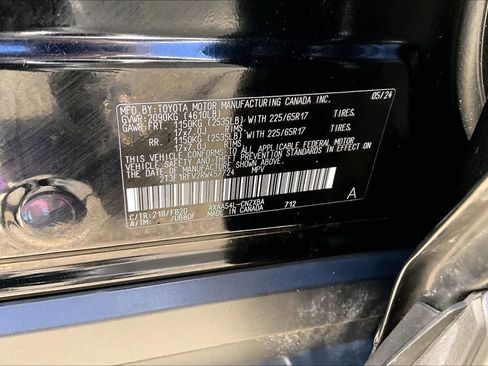 MFD BY: TOYOTA MOTOR MANUFACTURING CANADA INC. 05/24
GVWR: 2090KG (4610LB)
GAWR: FRT. 1150KG (2535LB) WITH 225/65R17 TIRES,
17x7.0J RIMS,
RR. 1150KG (2535LB) WITH 225/65R17 TIRES,
17x7.0J RIMS,
THIS VEHICLE CONFORMS TO ALL APPLICABLE FEDERAL MOTOR
VEHICLE SAFETY AND THEFT PREVENTION STANDARDS IN EFFECT ON
THE DATE OF MANUFACTURE SHOWN ABOVE.
MPV
C/TR: 218/FB20 AXAA54L-CNZXBA 712 A
A/TM: MADE IN CANADA